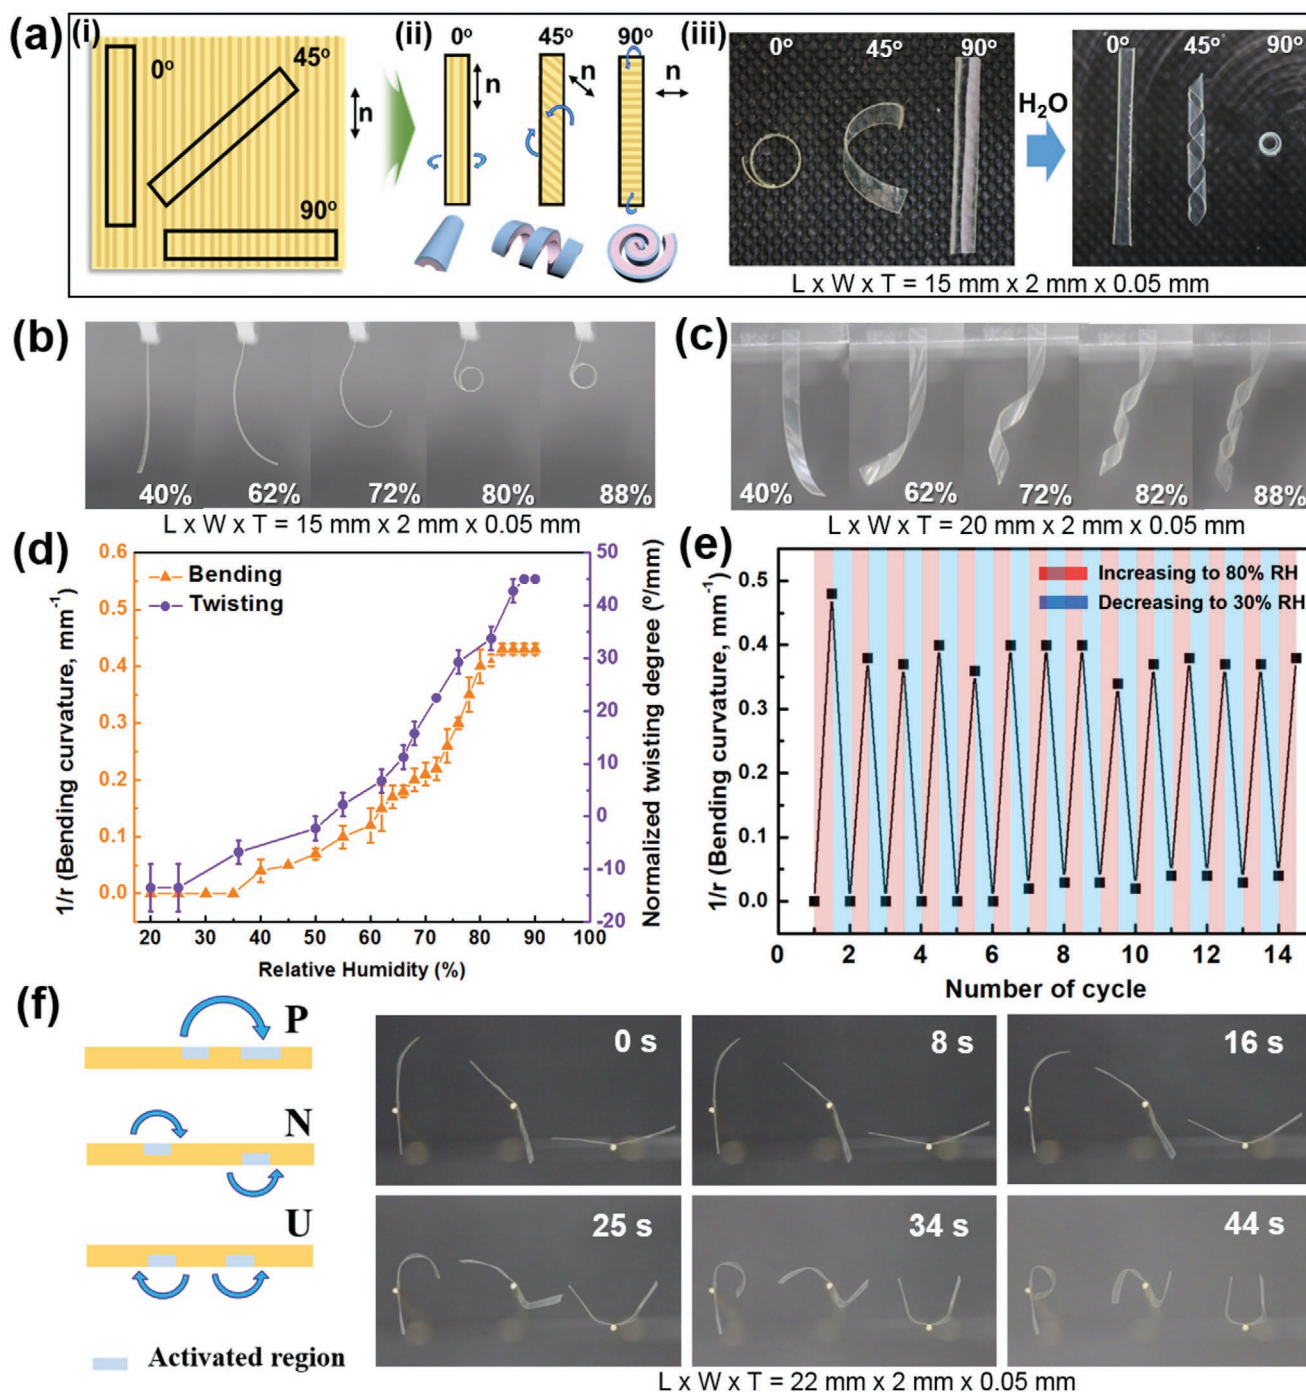 (a)
(i)
0°
45°
n
90°
(ii)
0° 45° 90°
n n n
(iii)
0° 45° 90°
H₂O
0° 45° 90°
L x W x T = 15 mm x 2 mm x 0.05 mm
(b)
40% 62% 72% 80% 88%
L x W x T = 15 mm x 2 mm x 0.05 mm
(c)
40% 62% 72% 82% 88%
L x W x T = 20 mm x 2 mm x 0.05 mm
(d)
1/r (Bending curvature, mm⁻¹)
0.6
0.5
0.4
0.3
0.2
0.1
0.0
Bending
Twisting
50
40
30
20
10
0
-10
-20
Normalized twisting degree (°/mm)
20 30 40 50 60 70 80 90 100
Relative Humidity (%)
(e)
1/r (Bending curvature, mm⁻¹)
0.5
0.4
0.3
0.2
0.1
0.0
Increasing to 80% RH
Decreasing to 30% RH
0 2 4 6 8 10 12 14
Number of cycle
(f)
P
N
U
Activated region
0 s 8 s 16 s
25 s 34 s 44 s
L x W x T = 22 mm x 2 mm x 0.05 mm